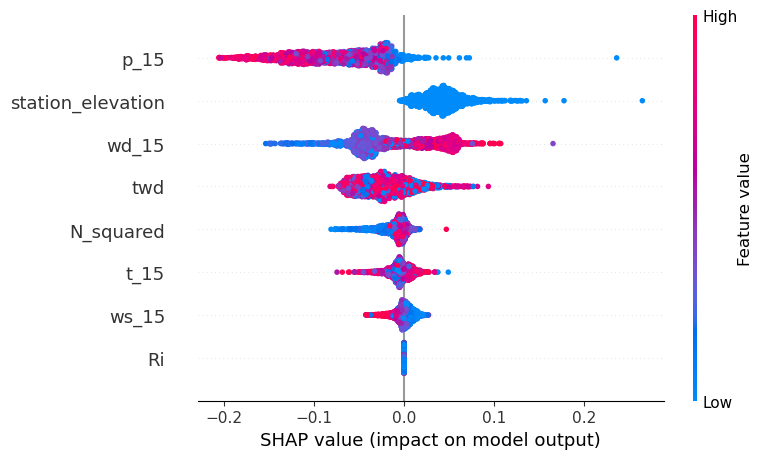 High
p_15
station_elevation
wd_15
twd
N_squared
t_15
ws_15
Ri
Feature value
Low
−0.2 −0.1 0.0 0.1 0.2
SHAP value (impact on model output)